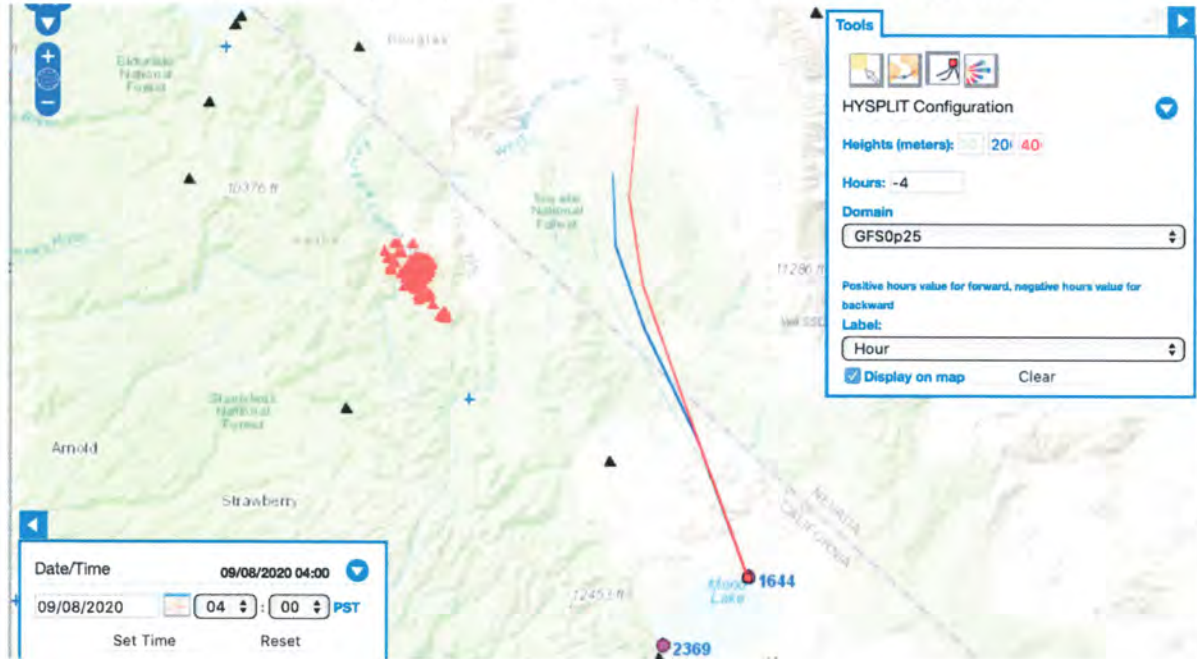 Douglas
Eldorado
National
Forest
10376 ft
Toiyabe
National
Forest
11286 ft
Stanislaus
National
Forest
Arnold
Strawberry
NEVADA
CALIFORNIA
12453 ft
Mono
Lake
1644
2369
Tools
HYSPLIT Configuration
Heights (meters): 20 40
Hours: -4
Domain
GFS0p25
Positive hours value for forward, negative hours value for
backward
Label:
Hour
Display on map Clear
Date/Time 09/08/2020 04:00
09/08/2020 04 : 00 PST
Set Time Reset